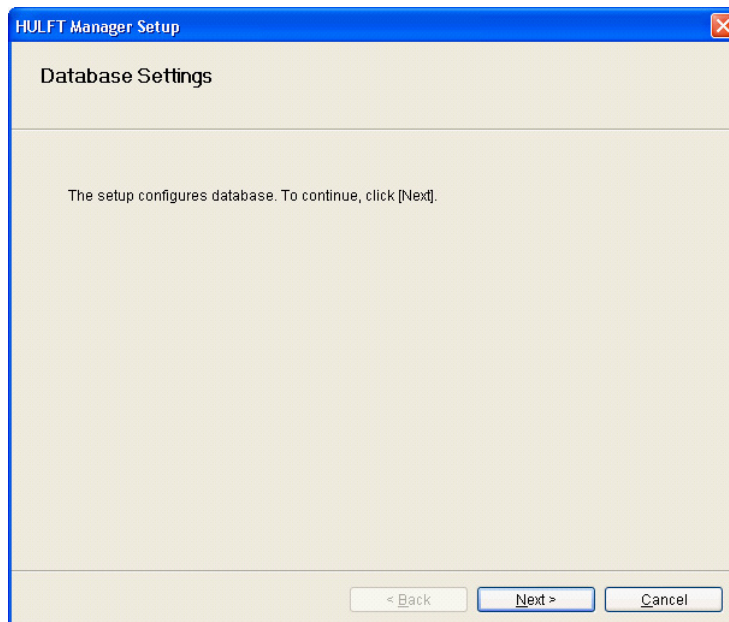 HULFT Manager Setup
Database Settings
The setup configures database. To continue, click [Next].
< Back
Next >
Cancel